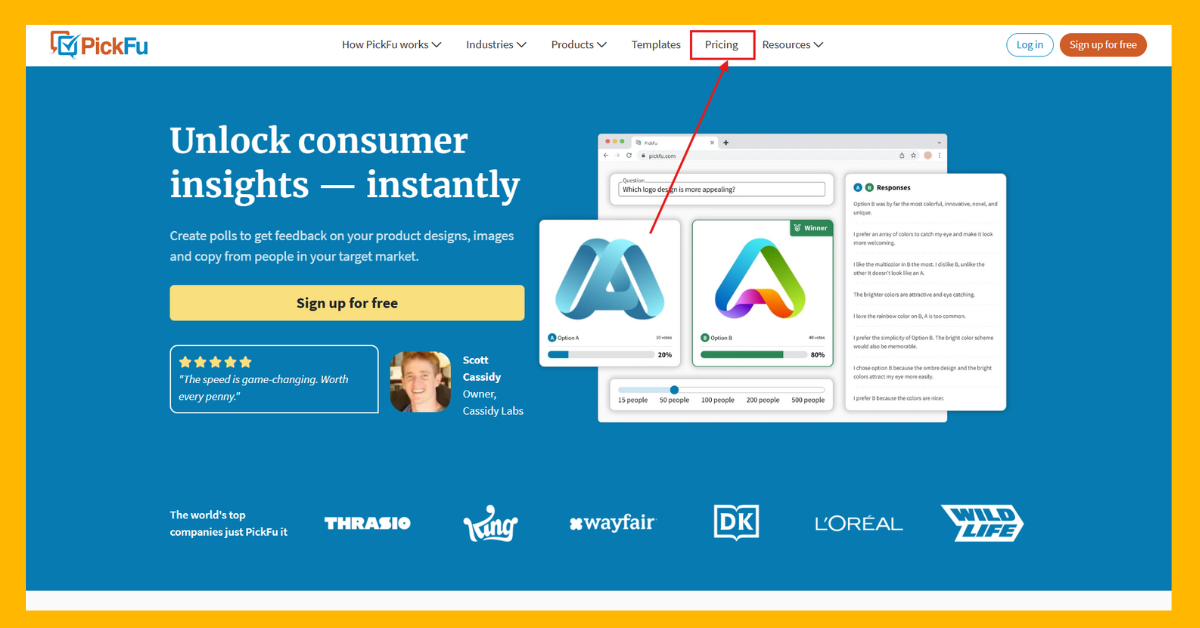 PickFu
How PickFu works
Industries
Products
Templates
Pricing
Resources
Log in
Sign up for free
Unlock consumer
insights — instantly
Create polls to get feedback on your product designs, images
and copy from people in your target market.
Sign up for free
"The speed is game-changing. Worth
every penny."
Scott
Cassidy
Owner,
Cassidy Labs
PickFu
pickfu.com
Question
Which logo design is more appealing?
A Option A
10 votes
20%
Winner
B Option B
40 votes
80%
15 people
50 people
100 people
200 people
500 people
A B Responses
Option B was by far the most colorful, innovative, novel, and
unique.
I prefer an array of colors to catch my eye and make it look
more welcoming.
I like the multicolor in B the most. I dislike B, unlike the
other it doesn't look like an A.
The brighter colors are attractive and eye catching.
I love the rainbow color on B, A is too common.
I prefer the simplicity of Option B. The bright color scheme
would also be memorable.
I chose option B because the ombre design and the bright
colors attract my eye more easily.
I prefer B because the colors are nicer.
The world's top
companies just PickFu it
THRASIO
King
wayfair
DK
L'ORÉAL
WILD
LIFE